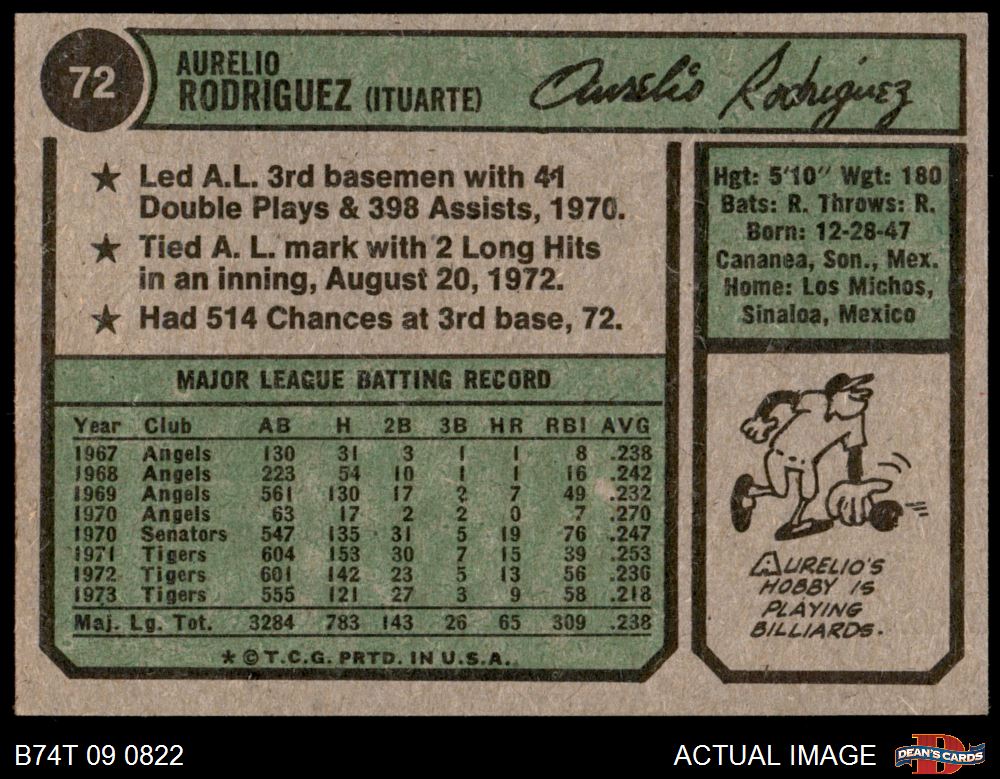 72
AURELIO
RODRIGUEZ (ITUARTE)
Aurelio Rodriguez
★ Led A.L. 3rd basemen with 41
Double Plays & 398 Assists, 1970.
★ Tied A. L. mark with 2 Long Hits
in an inning, August 20, 1972.
★ Had 514 Chances at 3rd base, 72.
Hgt: 5'10" Wgt: 180
Bats: R. Throws: R.
Born: 12-28-47
Cananea, Son., Mex.
Home: Los Michos,
Sinaloa, Mexico
MAJOR LEAGUE BATTING RECORD
Year Club AB H 2B 3B HR RBI AVG
1967 Angels 130 31 3 1 1 8 .238
1968 Angels 223 54 10 1 1 16 .242
1969 Angels 561 130 17 2 7 49 .232
1970 Angels 63 17 2 2 0 7 .270
1970 Senators 547 135 31 5 19 76 .247
1971 Tigers 604 153 30 7 15 39 .253
1972 Tigers 601 142 23 5 13 56 .236
1973 Tigers 555 121 27 3 9 58 .218
Maj. Lg. Tot. 3284 783 143 26 65 309 .238
★ © T.C.G. PRTD. IN U.S.A.
AURELIO'S
HOBBY IS
PLAYING
BILLIARDS.
B74T 09 0822
ACTUAL IMAGE
DEAN'S CARDS